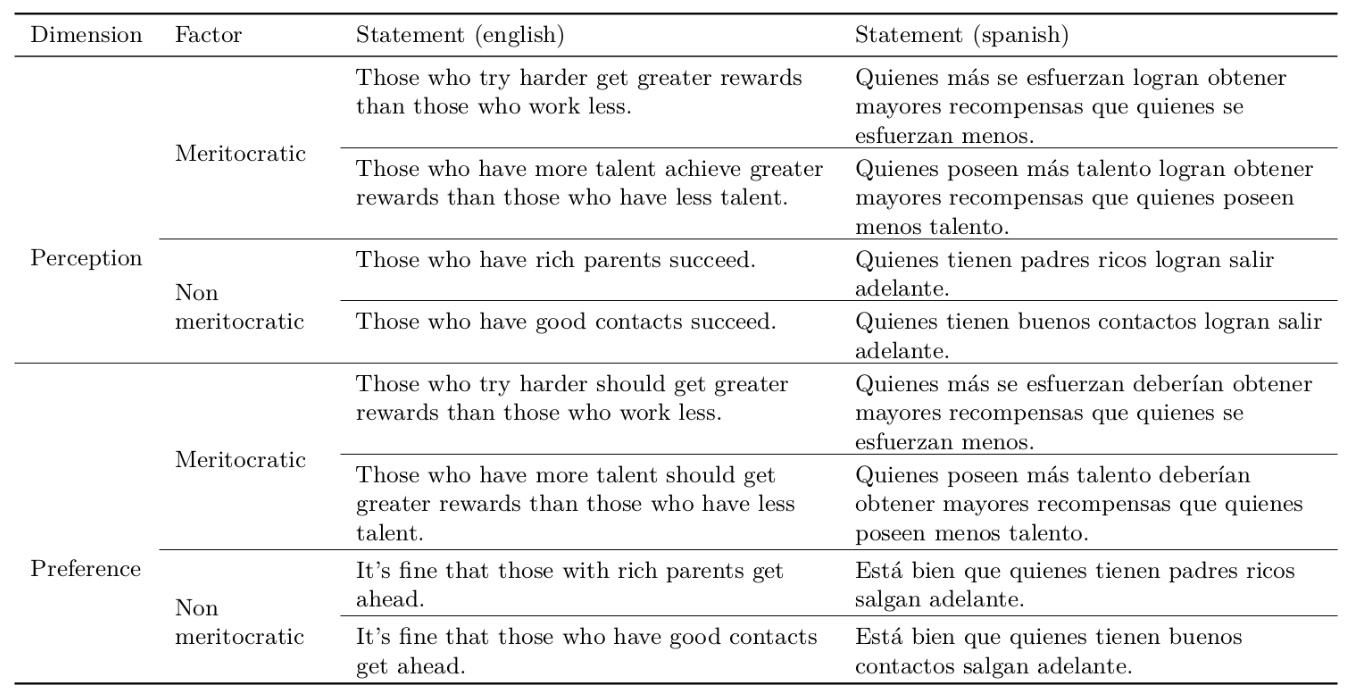 Dimension Factor Statement (english) Statement (spanish)
Those who try harder get greater rewards
than those who work less.
Quienes más se esfuerzan logran obtener
mayores recompensas que quienes se
esfuerzan menos.
Meritocratic
Those who have more talent achieve greater
rewards than those who have less talent.
Quienes poseen más talento logran obtener
mayores recompensas que quienes poseen
menos talento.
Perception
Those who have rich parents succeed.
Quienes tienen padres ricos logran salir
adelante.
Non
meritocratic
Those who have good contacts succeed.
Quienes tienen buenos contactos logran salir
adelante.
Those who try harder should get greater
rewards than those who work less.
Quienes más se esfuerzan deberían obtener
mayores recompensas que quienes se
esfuerzan menos.
Meritocratic
Those who have more talent should get
greater rewards than those who have less
talent.
Quienes poseen más talento deberían
obtener mayores recompensas que quienes
poseen menos talento.
Preference
It's fine that those with rich parents get
ahead.
Está bien que quienes tienen padres ricos
salgan adelante.
Non
meritocratic
It's fine that those who have good contacts
get ahead.
Está bien que quienes tienen buenos
contactos salgan adelante.